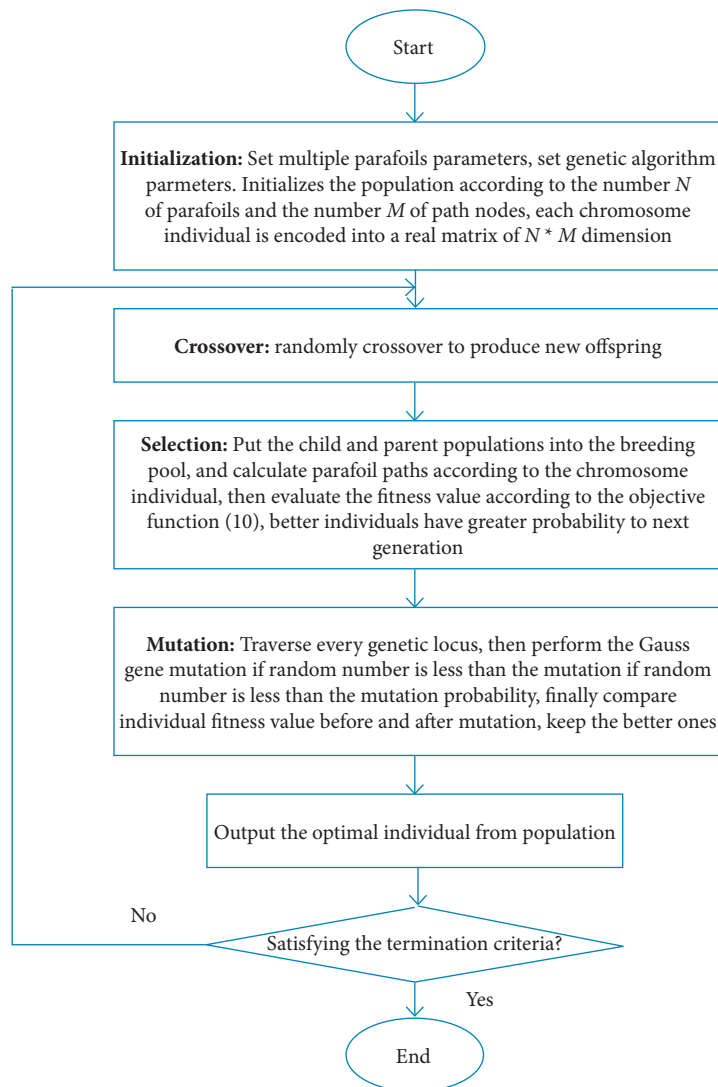 Start
Initialization: Set multiple parafoils parameters, set genetic algorithm
parmeters. Initializes the population according to the number N
of parafoils and the number M of path nodes, each chromosome
individual is encoded into a real matrix of N * M dimension
Crossover: randomly crossover to produce new offspring
Selection: Put the child and parent populations into the breeding
pool, and calculate parafoil paths according to the chromosome
individual, then evaluate the fitness value according to the objective
function (10), better individuals have greater probability to next
generation
Mutation: Traverse every genetic locus, then perform the Gauss
gene mutation if random number is less than the mutation if random
number is less than the mutation probability, finally compare
individual fitness value before and after mutation, keep the better ones
Output the optimal individual from population
No
Satisfying the termination criteria?
Yes
End